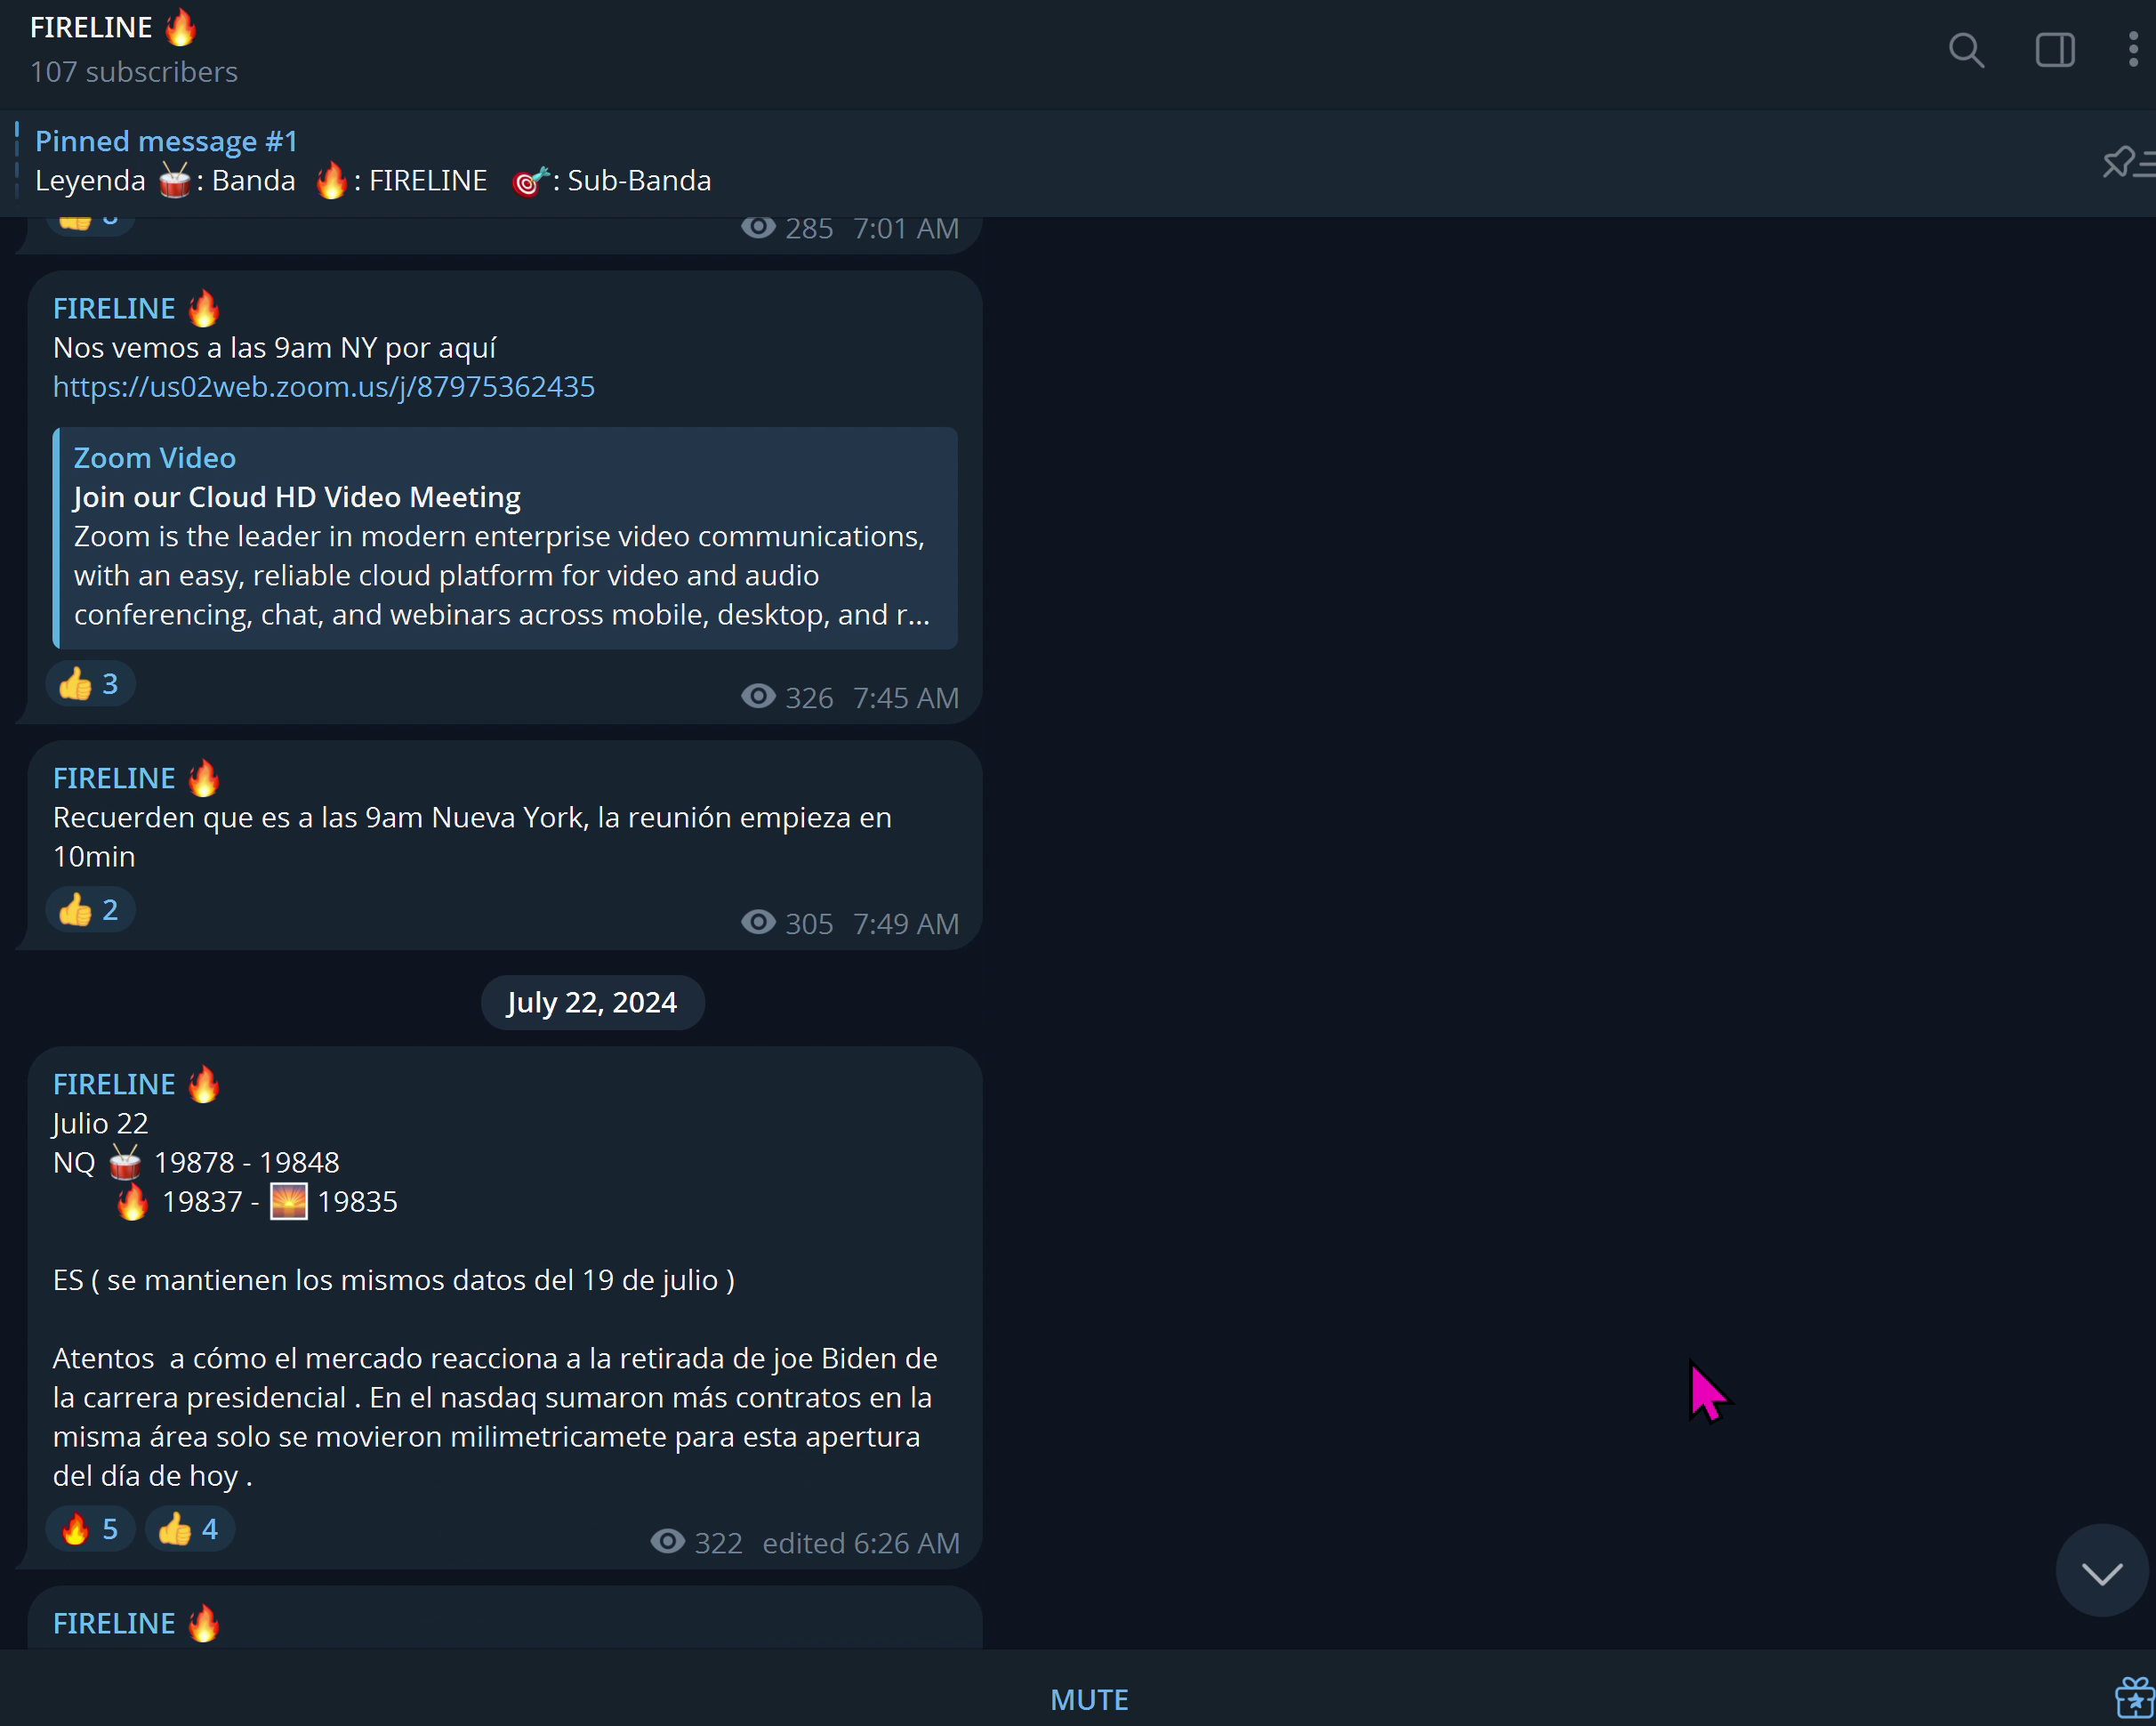 FIRELINE 🔥
107 subscribers
Pinned message #1
Leyenda 🥁: Banda 🔥: FIRELINE 🎯: Sub-Banda
285 7:01 AM
FIRELINE 🔥
Nos vemos a las 9am NY por aquí
https://us02web.zoom.us/j/87975362435
Zoom Video
Join our Cloud HD Video Meeting
Zoom is the leader in modern enterprise video communications,
with an easy, reliable cloud platform for video and audio
conferencing, chat, and webinars across mobile, desktop, and r...
👍 3 326 7:45 AM
FIRELINE 🔥
Recuerden que es a las 9am Nueva York, la reunión empieza en
10min
👍 2 305 7:49 AM
July 22, 2024
FIRELINE 🔥
Julio 22
NQ 🥁 19878 - 19848
🔥 19837 - 🌅 19835
ES ( se mantienen los mismos datos del 19 de julio )
Atentos  a cómo el mercado reacciona a la retirada de joe Biden de
la carrera presidencial . En el nasdaq sumaron más contratos en la
misma área solo se movieron milimetricamete para esta apertura
del día de hoy .
🔥 5 👍 4 322 edited 6:26 AM
FIRELINE 🔥
MUTE